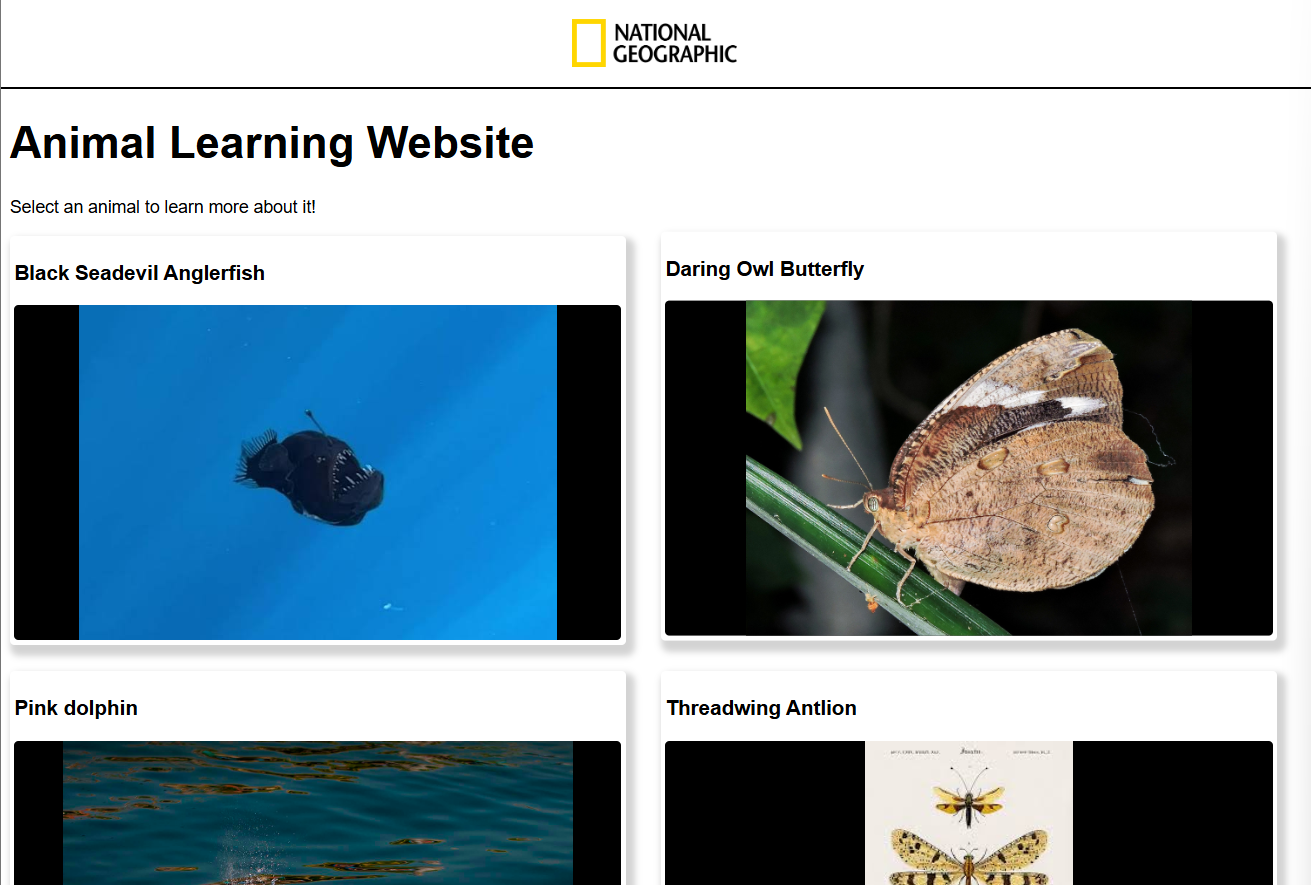 NATIONAL
GEOGRAPHIC
Animal Learning Website
Select an animal to learn more about it!
Black Seadevil Anglerfish
Daring Owl Butterfly
Pink dolphin
Threadwing Antlion